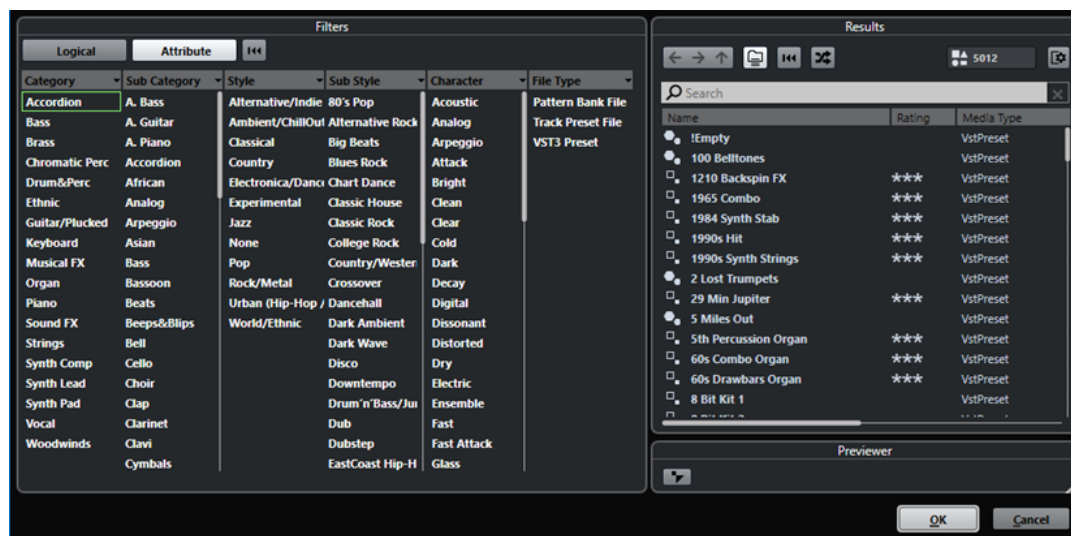 Filters
Logical Attribute
Category Sub Category Style Sub Style Character File Type
Accordion A. Bass Alternative/Indie 80's Pop Acoustic Pattern Bank File
Bass A. Guitar Ambient/ChillOut Alternative Rock Analog Track Preset File
Brass A. Piano Classical Big Beats Arpeggio VST3 Preset
Chromatic Perc Accordion Country Blues Rock Attack
Drum&Perc African Electronica/Danc Chart Dance Bright
Ethnic Analog Experimental Classic House Clean
Guitar/Plucked Arpeggio Jazz Classic Rock Clear
Keyboard Asian None College Rock Cold
Musical FX Bass Pop Country/Wester Dark
Organ Bassoon Rock/Metal Crossover Decay
Piano Beats Urban (Hip-Hop / Dancehall Digital
Sound FX Beeps&Blips World/Ethnic Dark Ambient Dissonant
Strings Bell Dark Wave Distorted
Synth Comp Cello Disco Dry
Synth Lead Choir Downtempo Electric
Synth Pad Clap Drum´n´Bass/Ju Ensemble
Vocal Clarinet Dub Fast
Woodwinds Clavi Dubstep Fast Attack
Cymbals EastCoast Hip-H Glass
Results
5012
Search
Name Rating Media Type
!Empty VstPreset
100 Belltones VstPreset
1210 Backspin FX *** VstPreset
1965 Combo *** VstPreset
1984 Synth Stab *** VstPreset
1990s Hit *** VstPreset
1990s Synth Strings *** VstPreset
2 Lost Trumpets VstPreset
29 Min Jupiter *** VstPreset
5 Miles Out VstPreset
5th Percussion Organ *** VstPreset
60s Combo Organ *** VstPreset
60s Drawbars Organ *** VstPreset
8 Bit Kit 1 VstPreset
Previewer
OK Cancel